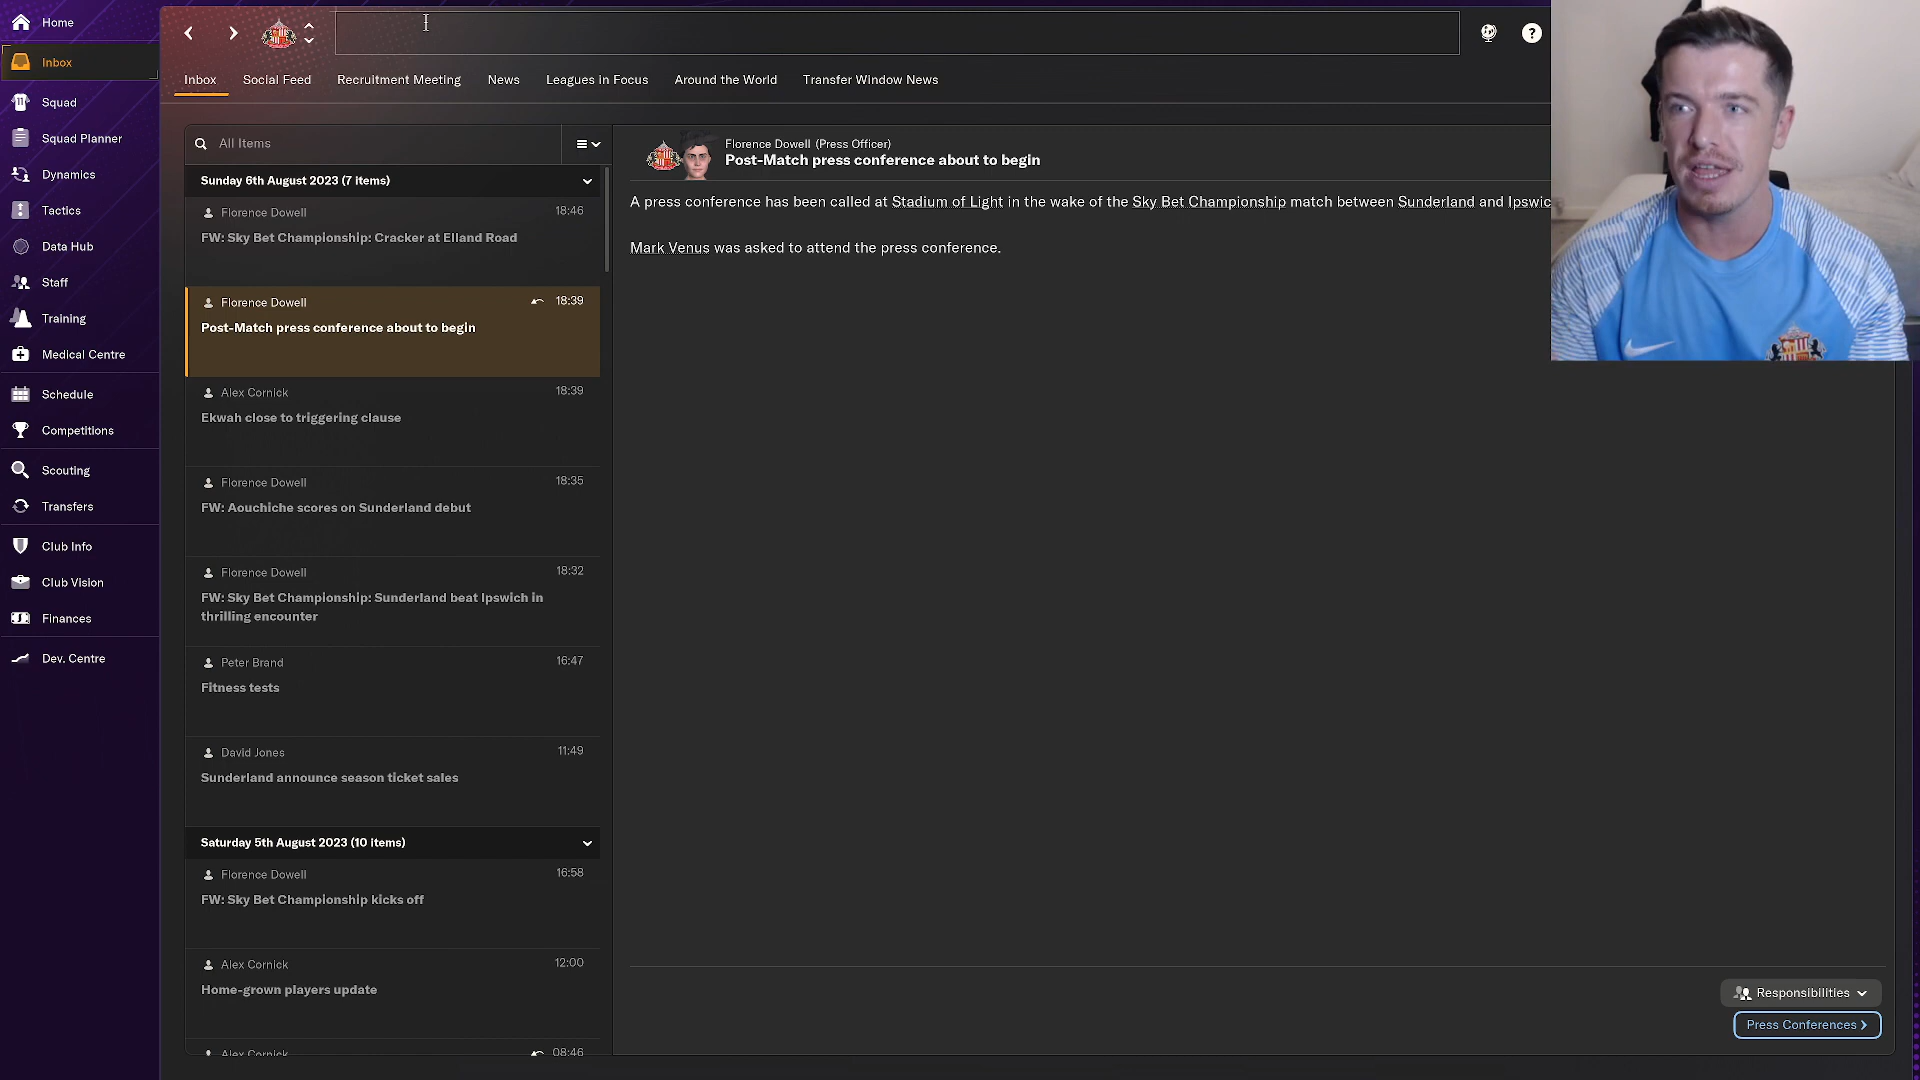 Home
Inbox
Squad
Squad Planner
Dynamics
Tactics
Data Hub
Staff
Training
Medical Centre
Schedule
Competitions
Scouting
Transfers
Club Info
Club Vision
Finances
Dev. Centre
?
Inbox Social Feed Recruitment Meeting News Leagues in Focus Around the World Transfer Window News
All Items
Sunday 6th August 2023 (7 items)
Florence Dowell 18:46
FW: Sky Bet Championship: Cracker at Elland Road
Florence Dowell 18:39
Post-Match press conference about to begin
Alex Cornick 18:39
Ekwah close to triggering clause
Florence Dowell 18:35
FW: Aouchiche scores on Sunderland debut
Florence Dowell 18:32
FW: Sky Bet Championship: Sunderland beat Ipswich in
thrilling encounter
Peter Brand 16:47
Fitness tests
David Jones 11:49
Sunderland announce season ticket sales
Saturday 5th August 2023 (10 items)
Florence Dowell 16:58
FW: Sky Bet Championship kicks off
Alex Cornick 12:00
Home-grown players update
Alex Cornick 08:46
Florence Dowell (Press Officer)
Post-Match press conference about to begin
A press conference has been called at Stadium of Light in the wake of the Sky Bet Championship match between Sunderland and Ipswic
Mark Venus was asked to attend the press conference.
Responsibilities
Press Conferences